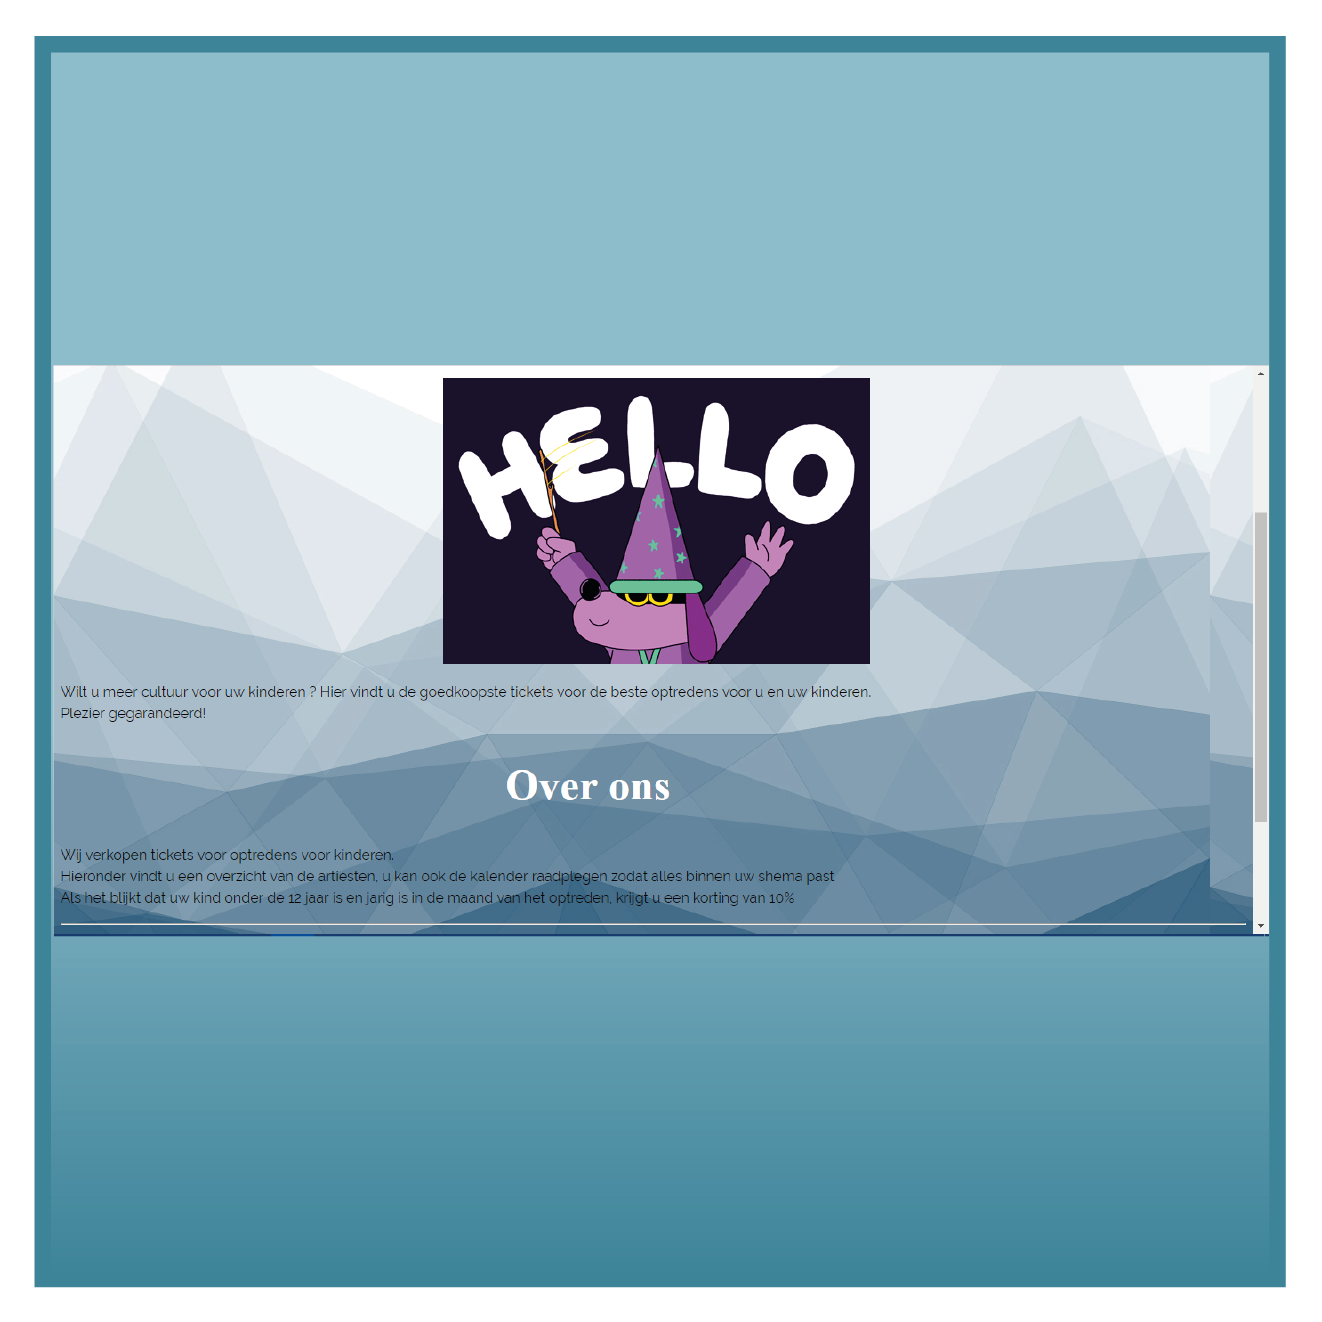 HELLO
Wilt u meer cultuur voor uw kinderen ? Hier vindt u de goedkoopste tickets voor de beste optredens voor u en uw kinderen.
Plezier gegarandeerd!
Over ons
Wij verkopen tickets voor optredens voor kinderen.
Hieronder vindt u een overzicht van de artiesten, u kan ook de kalender raadplegen zodat alles binnen uw shema past
Als het blijkt dat uw kind onder de 12 jaar is en jarig is in de maand van het optreden, krijgt u een korting van 10%